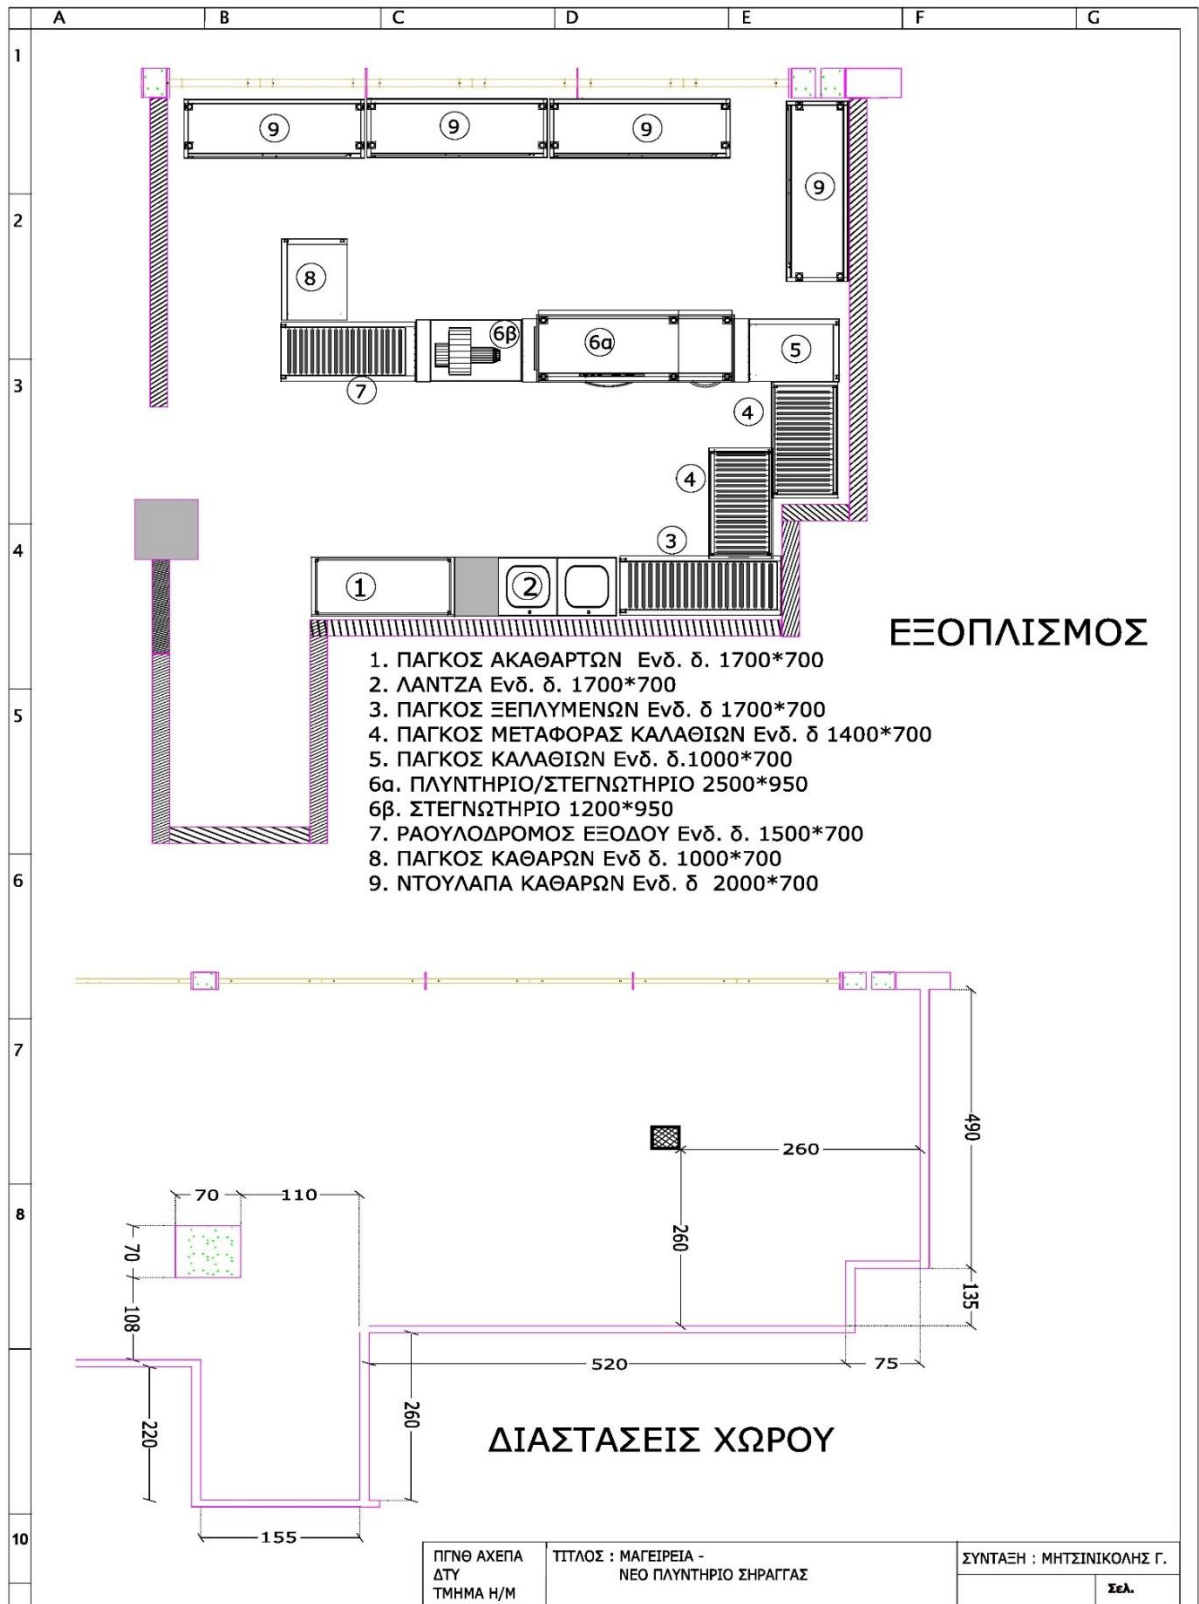 A B C D E F G
1
9 9 9
9
2
8
6β 6α 5
3
7
4
4
4
3
1 2
ΕΞΟΠΛΙΣΜΟΣ
1. ΠΑΓΚΟΣ ΑΚΑΘΑΡΤΩΝ Ενδ. δ. 1700*700
2. ΛΑΝΤΖΑ Ενδ. δ. 1700*700
5
3. ΠΑΓΚΟΣ ΞΕΠΛΥΜΕΝΩΝ Ενδ. δ 1700*700
4. ΠΑΓΚΟΣ ΜΕΤΑΦΟΡΑΣ ΚΑΛΑΘΙΩΝ Ενδ. δ 1400*700
5. ΠΑΓΚΟΣ ΚΑΛΑΘΙΩΝ Ενδ. δ.1000*700
6α. ΠΛΥΝΤΗΡΙΟ/ΣΤΕΓΝΩΤΗΡΙΟ 2500*950
6β. ΣΤΕΓΝΩΤΗΡΙΟ 1200*950
7. ΡΑΟΥΛΟΔΡΟΜΟΣ ΕΞΟΔΟΥ Ενδ. δ. 1500*700
8. ΠΑΓΚΟΣ ΚΑΘΑΡΩΝ Ενδ δ. 1000*700
6
9. ΝΤΟΥΛΑΠΑ ΚΑΘΑΡΩΝ Ενδ. δ 2000*700
7
490
260
8
70 110
260
70
108
135
520 75
220
260
ΔΙΑΣΤΑΣΕΙΣ ΧΩΡΟΥ
10
155
ΠΓΝΘ ΑΧΕΠΑ
ΔΤΥ
ΤΜΗΜΑ Η/Μ
ΤΙΤΛΟΣ : ΜΑΓΕΙΡΕΙΑ -
ΝΕΟ ΠΛΥΝΤΗΡΙΟ ΣΗΡΑΓΓΑΣ
ΣΥΝΤΑΞΗ : ΜΗΤΣΙΝΙΚΟΛΗΣ Γ.
Σελ.